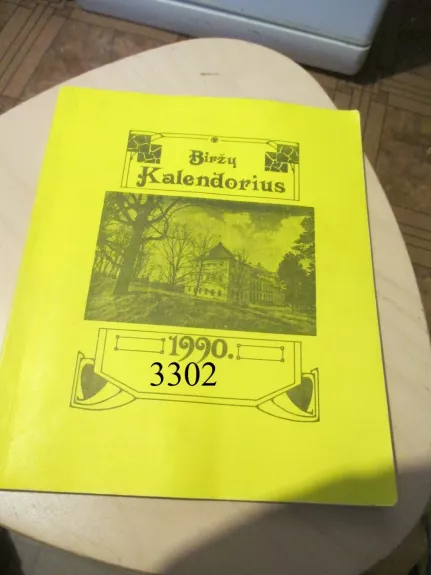 Biržų
Kalendorius
1990.
3302